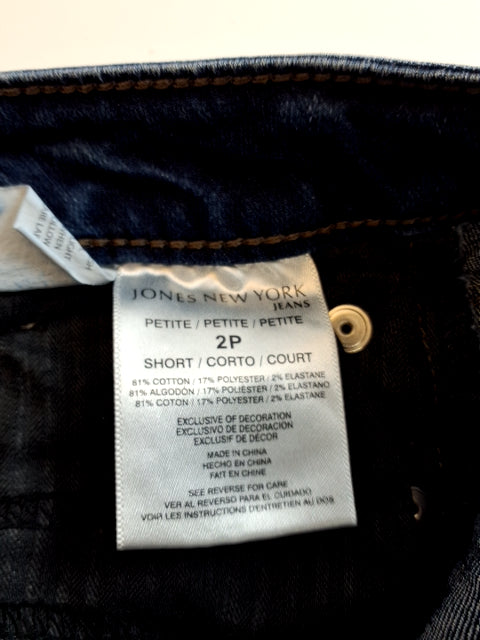 JONES NEW YORK
JEANS
PETITE / PETITE / PETITE
2P
SHORT / CORTO / COURT
81% COTTON / 17% POLYESTER / 2% ELASTANE
81% ALGODÓN / 17% POLIÉSTER / 2% ELASTANO
81% COTON / 17% POLYESTER / 2% ELASTANE
EXCLUSIVE OF DECORATION
EXCLUSIVO DE DECORACIÓN
EXCLUSIF DE DÉCOR
MADE IN CHINA
HECHO EN CHINA
FAIT EN CHINE
SEE REVERSE FOR CARE
VER AL REVERSO PARA EL CUIDADO
VOIR LES INSTRUCTIONS D'ENTRETIEN AU DOS